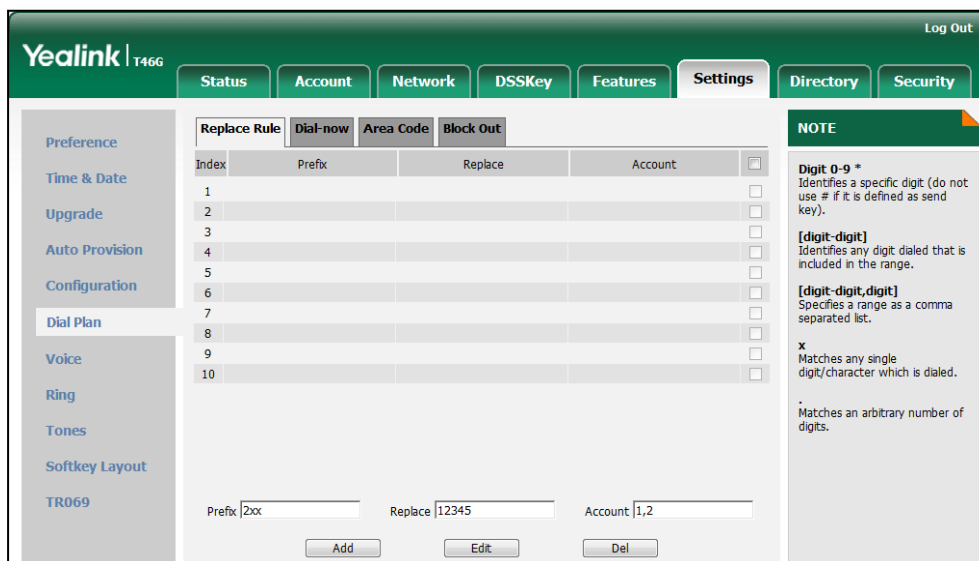 Log Out
Yealink T46G
Status Account Network DSSKey Features Settings Directory Security
Preference
Time & Date
Upgrade
Auto Provision
Configuration
Dial Plan
Voice
Ring
Tones
Softkey Layout
TR069
Replace Rule Dial-now Area Code Block Out
Index Prefix Replace Account
1
2
3
4
5
6
7
8
9
10
Prefix 2xx Replace 12345 Account 1,2
Add Edit Del
NOTE
Digit 0-9 *
Identifies a specific digit (do not
use # if it is defined as send
key).
[digit-digit]
Identifies any digit dialed that is
included in the range.
[digit-digit,digit]
Specifies a range as a comma
separated list.
x
Matches any single
digit/character which is dialed.
.
Matches an arbitrary number of
digits.